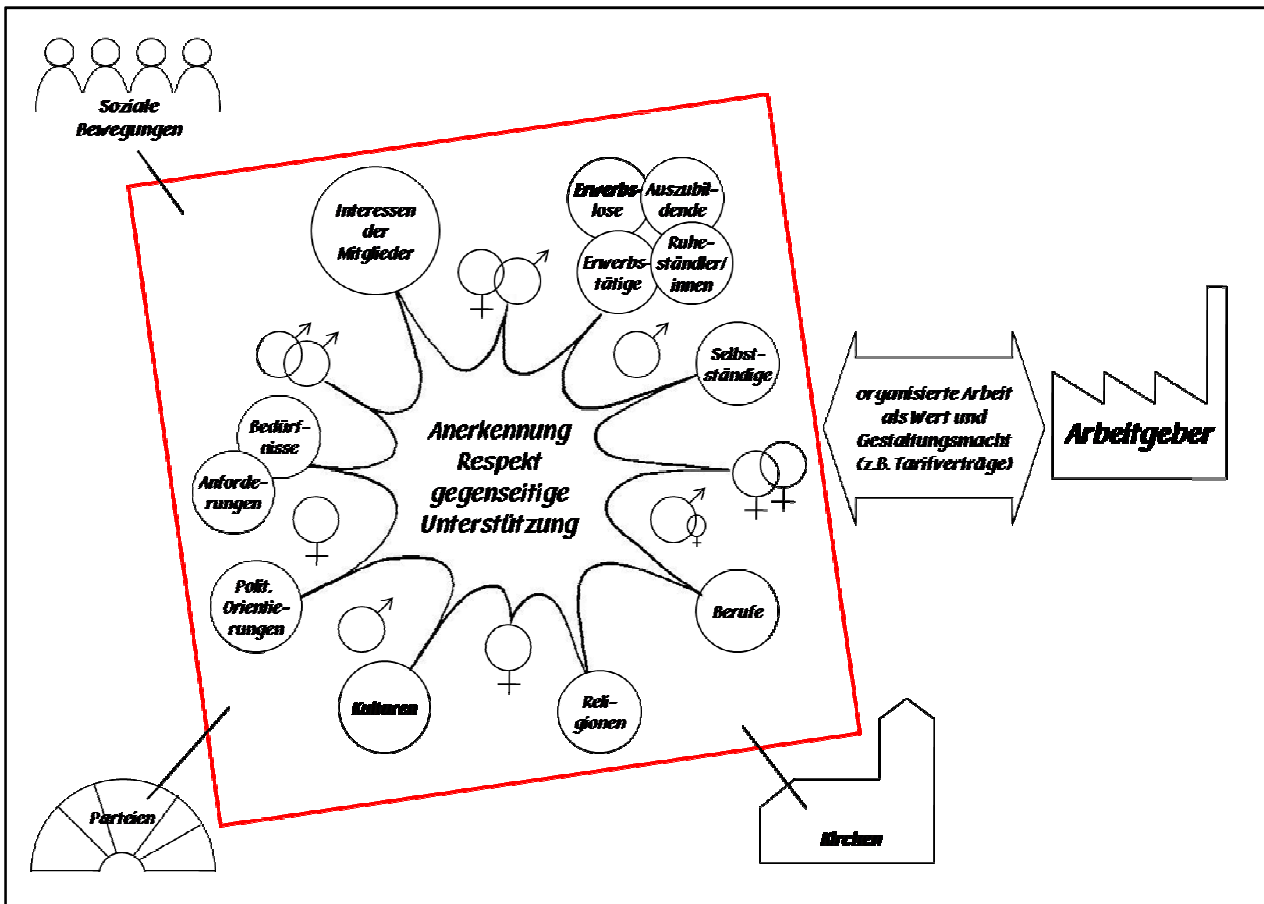 Soziale
Bewegungen
Interessen
der
Mitglieder
Erwerbs-
lose
Auszubil-
dende
Erwerbs-
tätige
Ruhe-
ständler/
innen
Selbst-
ständige
Bedürf-
nisse
Anforde-
rungen
Anerkennung
Respekt
gegenseitige
Unterstützung
organisierte Arbeit
als Wert und
Gestaltungsmacht
(z.B. Tarifverträge)
Arbeitgeber
Polit.
Orientie-
rungen
Berufe
Kulturen
Reli-
gionen
Parteien
Kirchen